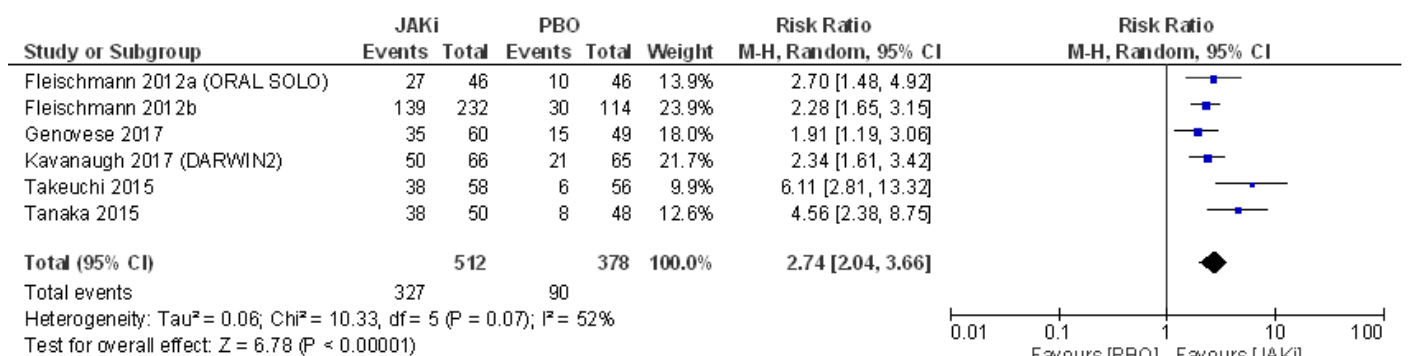 JAKi PBO Risk Ratio Risk Ratio
Study or Subgroup Events Total Events Total Weight M-H, Random, 95% CI M-H, Random, 95% CI
Fleischmann 2012a (ORAL SOLO) 27 46 10 46 13.9% 2.70 [1.48, 4.92]
Fleischmann 2012b 139 232 30 114 23.9% 2.28 [1.65, 3.15]
Genovese 2017 35 60 15 49 18.0% 1.91 [1.19, 3.06]
Kavanaugh 2017 (DARWIN2) 50 66 21 65 21.7% 2.34 [1.61, 3.42]
Takeuchi 2015 38 58 6 56 9.9% 6.11 [2.81, 13.32]
Tanaka 2015 38 50 8 48 12.6% 4.56 [2.38, 8.75]
Total (95% CI) 512 378 100.0% 2.74 [2.04, 3.66]
Total events 327 90
Heterogeneity: Tau² = 0.06; Chi² = 10.33, df = 5 (P = 0.07); I² = 52%
Test for overall effect: Z = 6.78 (P < 0.00001)
0.01 0.1 1 10 100
Favours [PBO] Favours [JAKi]